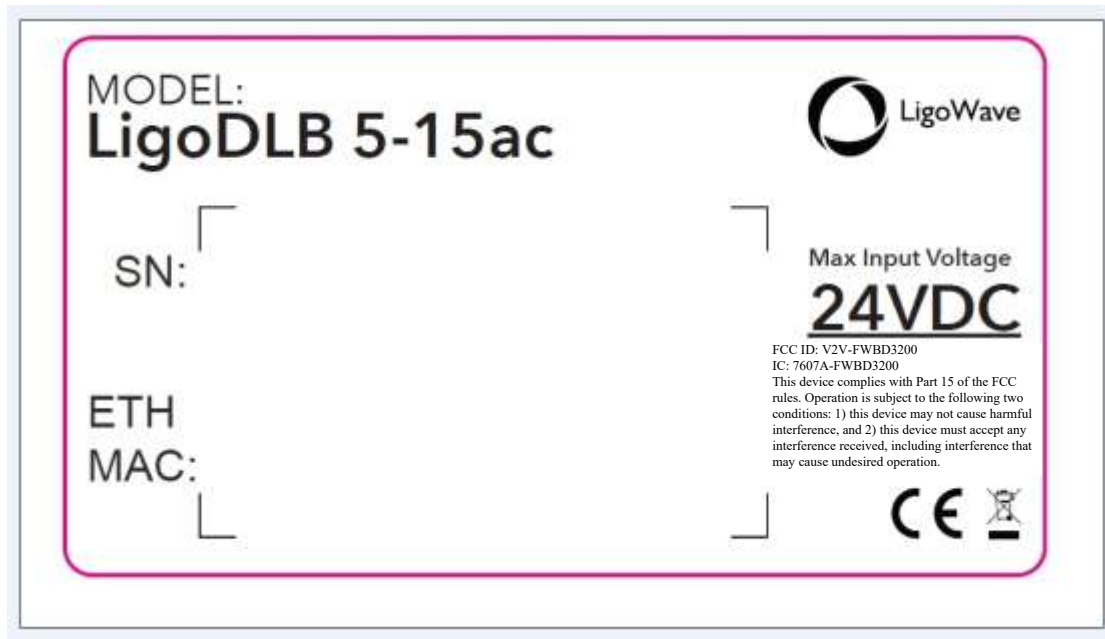 MODEL:
LigoDLB 5-15ac
LigoWave
SN:
Max Input Voltage
24VDC
FCC ID: V2V-FWBD3200
IC: 7607A-FWBD3200
This device complies with Part 15 of the FCC
rules. Operation is subject to the following two
conditions: 1) this device may not cause harmful
interference, and 2) this device must accept any
interference received, including interference that
may cause undesired operation.
ETH
MAC:
CE